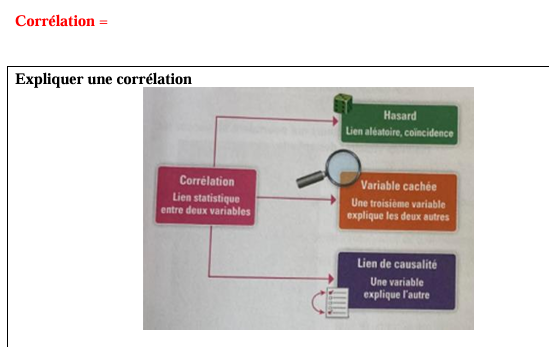 Corrélation =
Expliquer une corrélation
Hasard
Lien aléatoire, coïncidence
Corrélation
Lien statistique
entre deux variables
Variable cachée
Une troisième variable
explique les deux autres
Lien de causalité
Une variable
explique l'autre